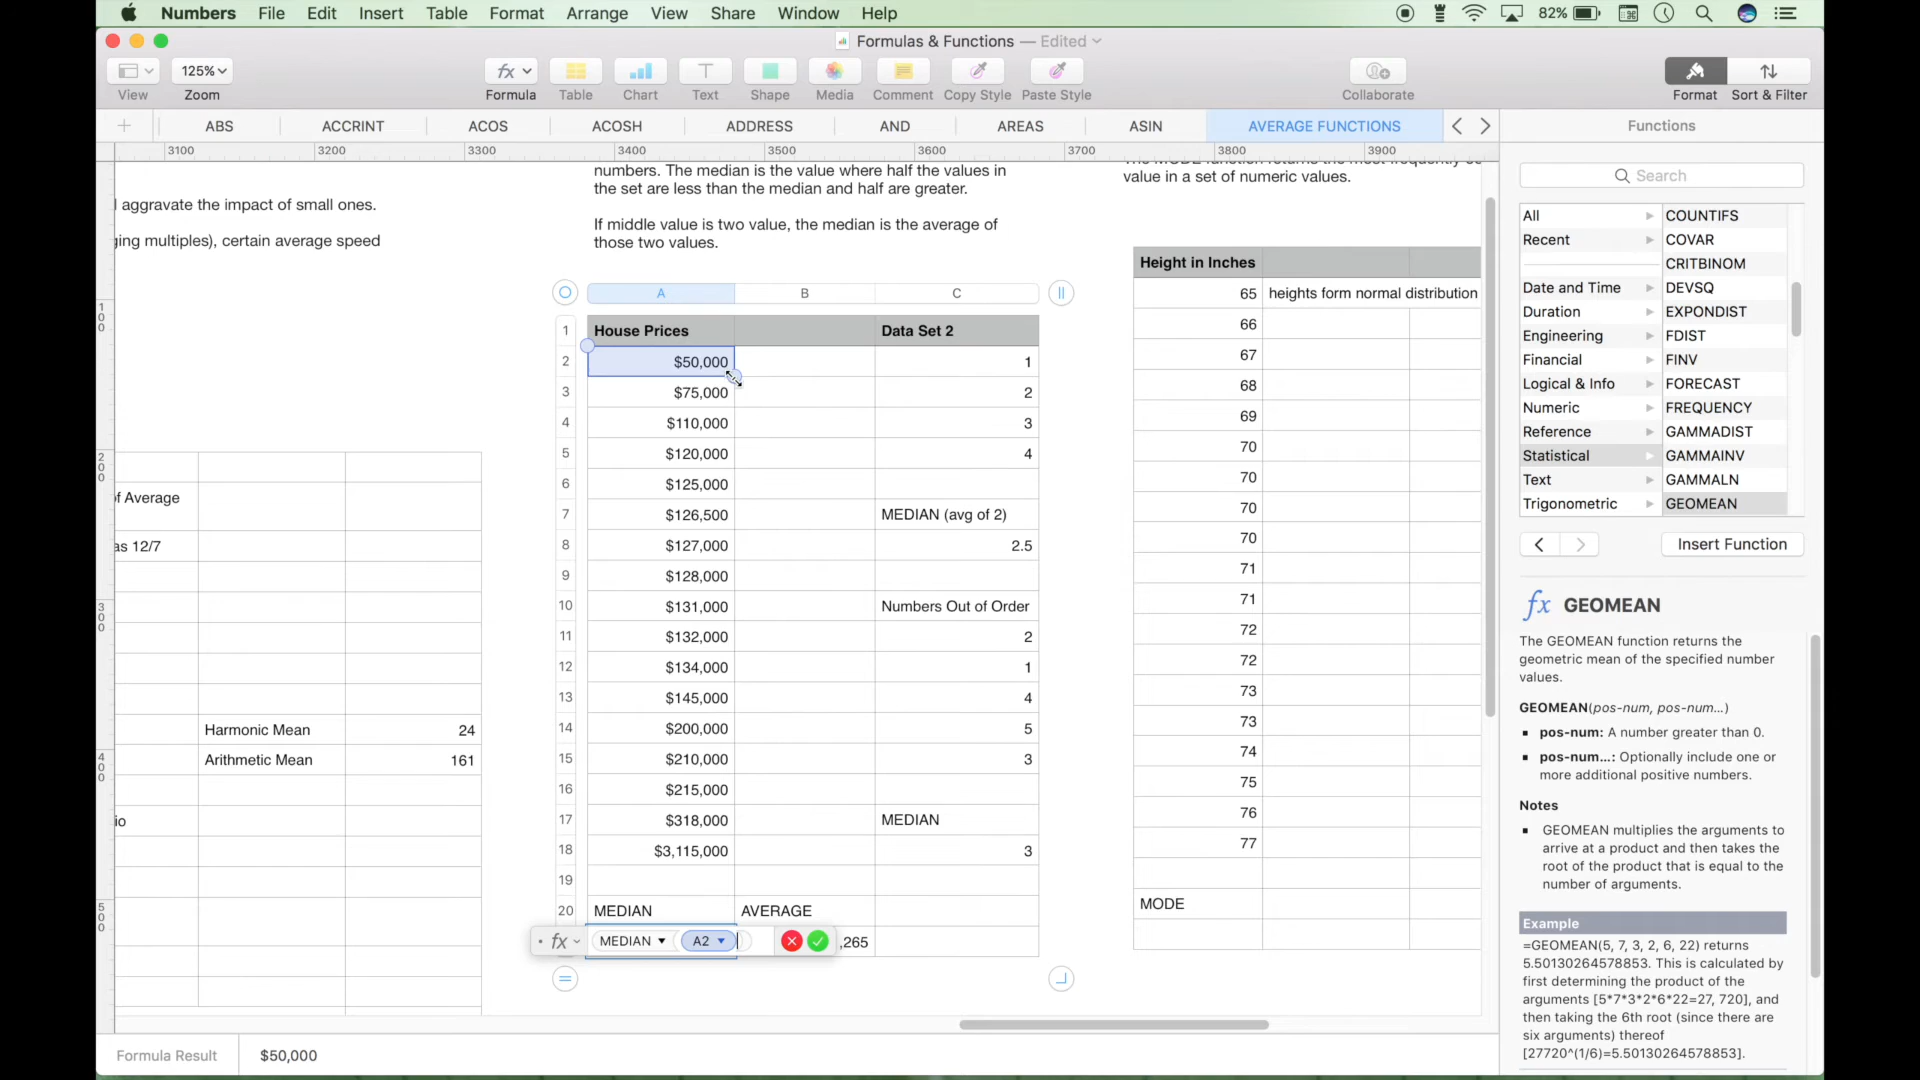 Numbers File Edit Insert Table Format Arrange View Share Window Help 82%
Formulas & Functions — Edited
125%
View Zoom Formula Table Chart Text Shape Media Comment Copy Style Paste Style Collaborate Format Sort & Filter
ABS ACCRINT ACOS ACOSH ADDRESS AND AREAS ASIN AVERAGE FUNCTIONS
3100 3200 3300 3400 3500 3600 3700 3800 3900
100
200
300
400
500
aggravate the impact of small ones.
ging multiples), certain average speed
of Average
as 12/7
Harmonic Mean 24
Arithmetic Mean 161
io
numbers. The median is the value where half the values in
the set are less than the median and half are greater.
If middle value is two value, the median is the average of
those two values.
A B C
1 House Prices Data Set 2
2 $50,000 1
3 $75,000 2
4 $110,000 3
5 $120,000 4
6 $125,000
7 $126,500 MEDIAN (avg of 2)
8 $127,000 2.5
9 $128,000
10 $131,000 Numbers Out of Order
11 $132,000 2
12 $134,000 1
13 $145,000 4
14 $200,000 5
15 $210,000 3
16 $215,000
17 $318,000 MEDIAN
18 $3,115,000 3
19
20 MEDIAN AVERAGE
fx MEDIAN A2 ,265
The MODE function returns the most frequently
value in a set of numeric values.
Height in Inches
65 heights form normal distribution
66
67
68
69
70
70
70
70
71
71
72
72
73
73
74
75
76
77
MODE
Functions
Search
All
Recent
Date and Time
Duration
Engineering
Financial
Logical & Info
Numeric
Reference
Statistical
Text
Trigonometric
COUNTIFS
COVAR
CRITBINOM
DEVSQ
EXPONDIST
FDIST
FINV
FORECAST
FREQUENCY
GAMMADIST
GAMMAINV
GAMMALN
GEOMEAN
Insert Function
fx GEOMEAN
The GEOMEAN function returns the
geometric mean of the specified number
values.
GEOMEAN(pos-num, pos-num…)
▪ pos-num: A number greater than 0.
▪ pos-num…: Optionally include one or
more additional positive numbers.
Notes
▪ GEOMEAN multiplies the arguments to
arrive at a product and then takes the
root of the product that is equal to the
number of arguments.
Example
=GEOMEAN(5, 7, 3, 2, 6, 22) returns
5.50130264578853. This is calculated by
first determining the product of the
arguments [5*7*3*2*6*22=27, 720], and
then taking the 6th root (since there are
six arguments) thereof
[27720^(1/6)=5.50130264578853].
Formula Result $50,000